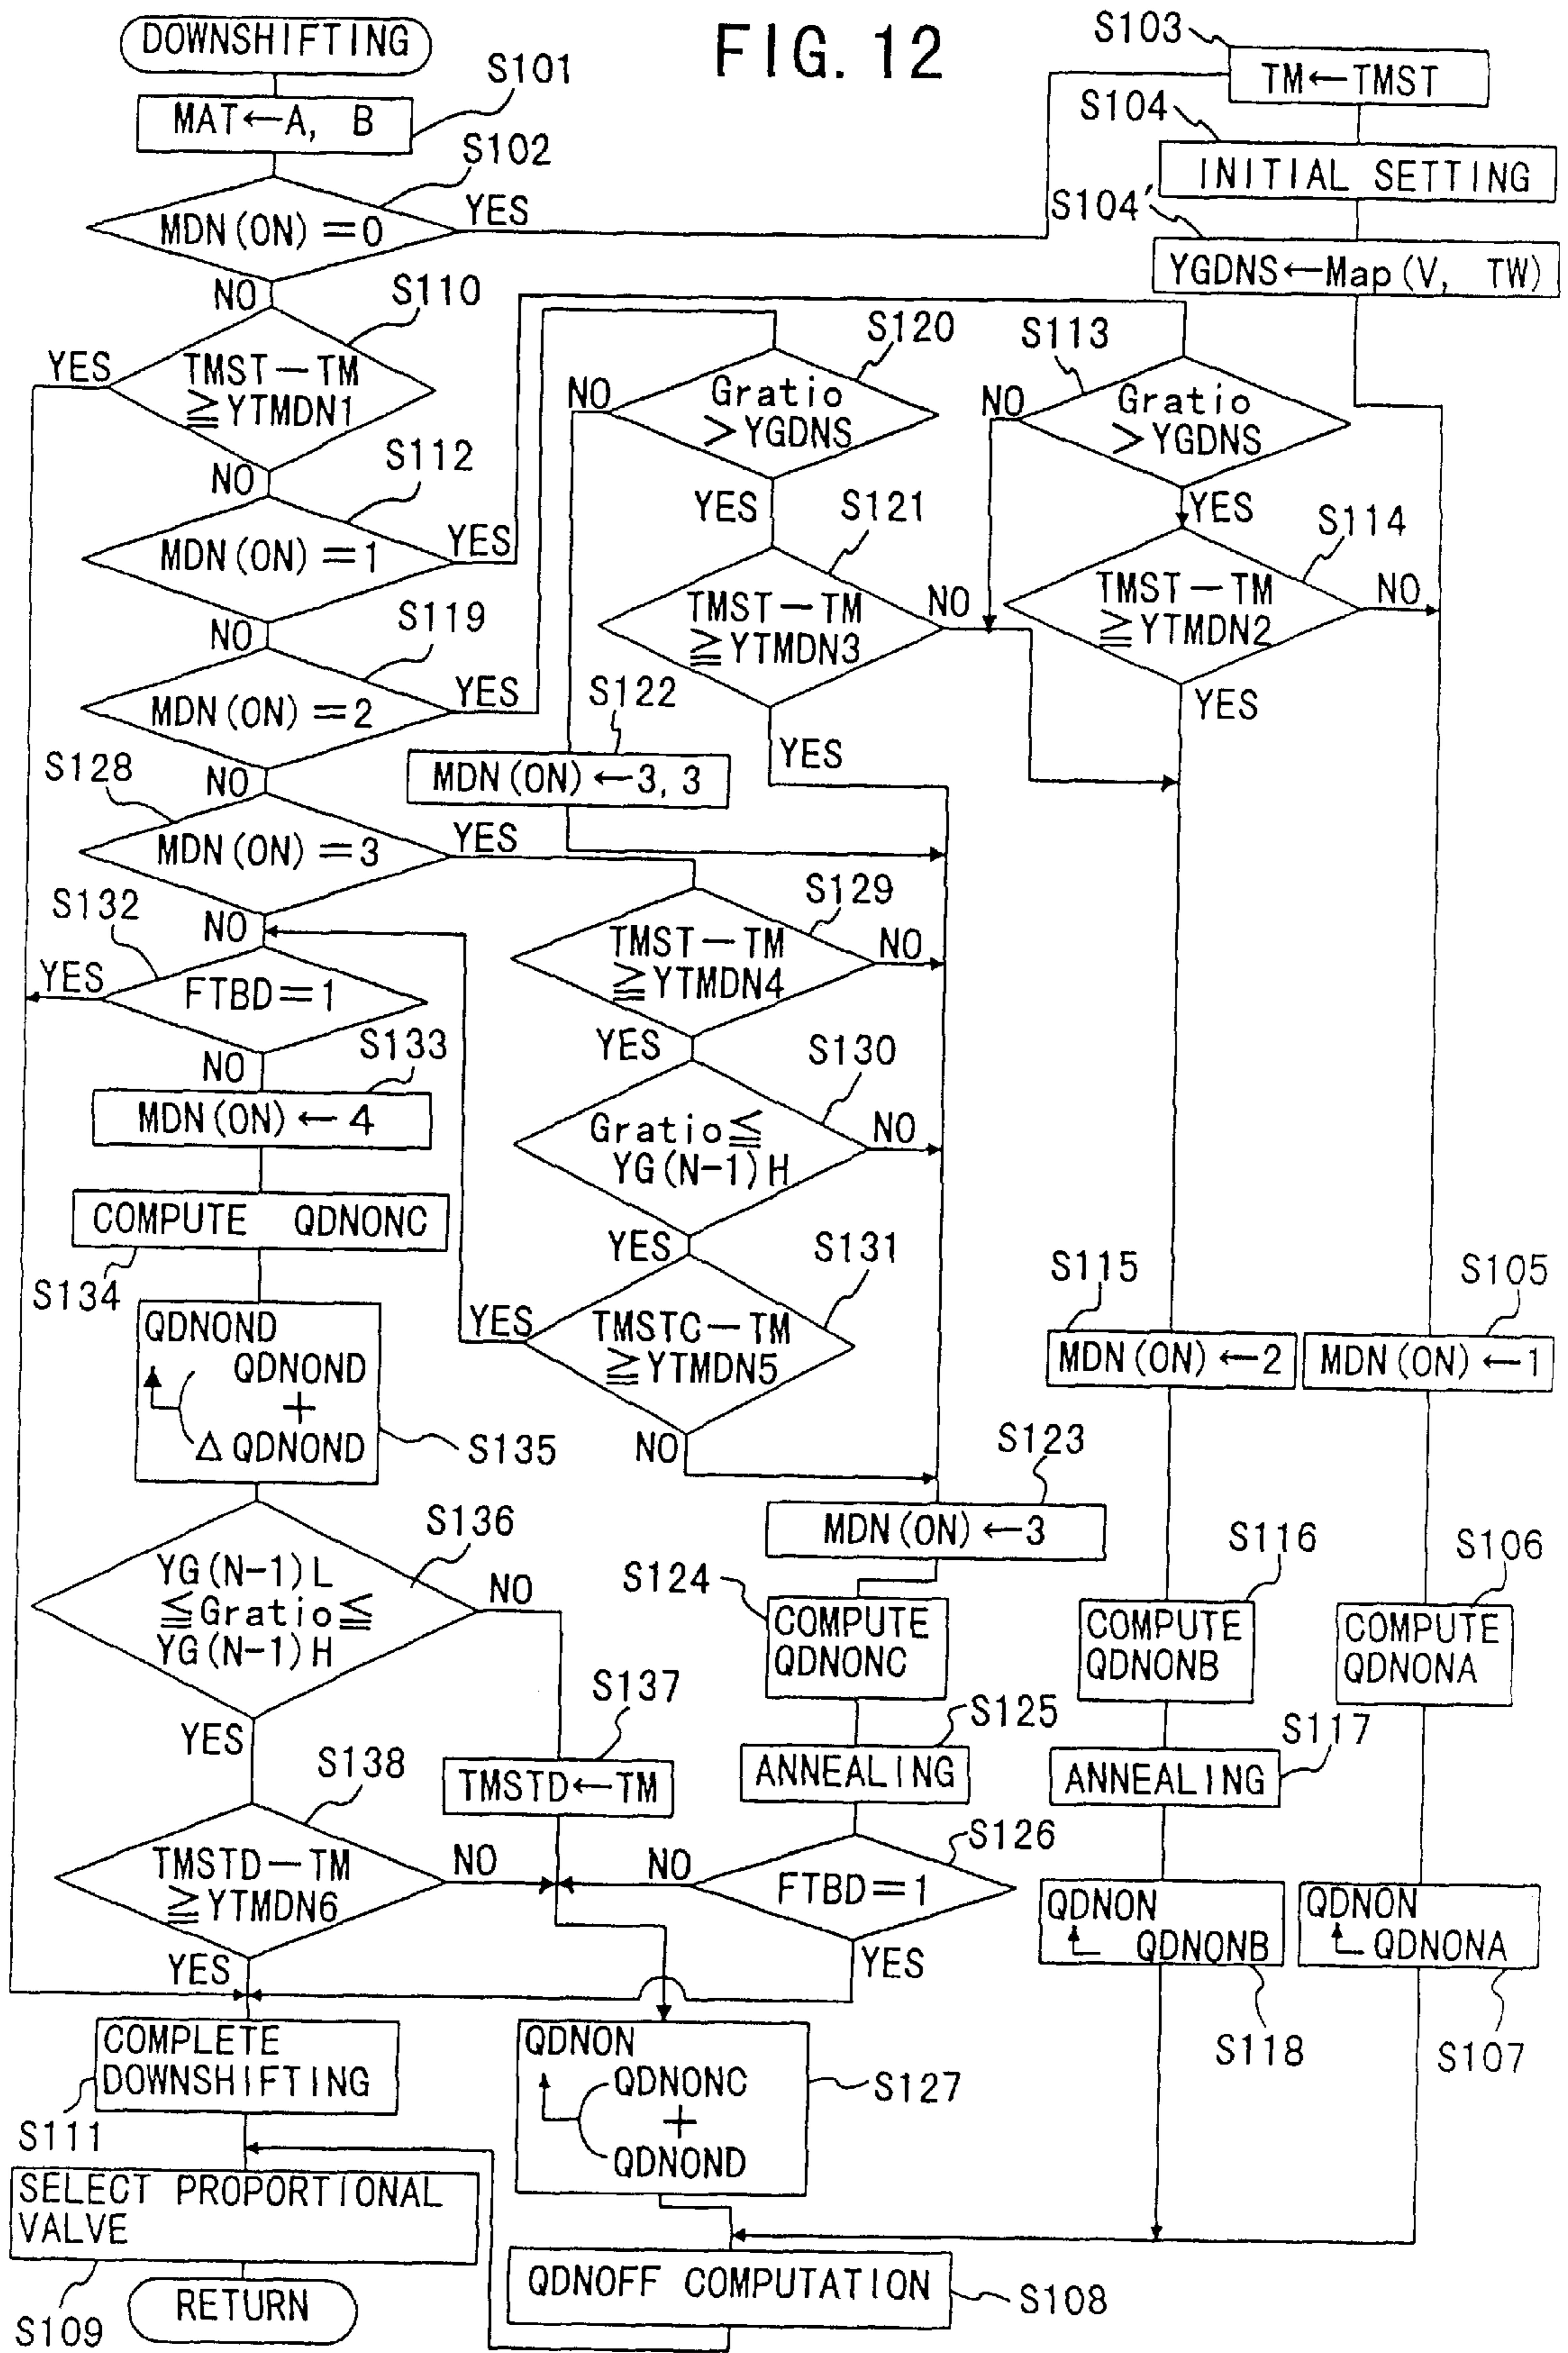 FIG. 12
DOWNSHIFTING
S101
MAT←A, B
S102
MDN(ON)=0
YES
NO
S103
TM←TMST
S104
INITIAL SETTING
S104'
YGDNS←Map(V, TW)
S110
TMST−TM
≧YTMDN1
YES
NO
S112
MDN(ON)=1
YES
NO
S119
MDN(ON)=2
YES
NO
S128
MDN(ON)=3
YES
NO
S132
FTBD=1
YES
NO
S133
MDN(ON)←4
COMPUTE QDNONC
S134
QDNOND
QDNOND
+
△QDNOND
S135
S136
YG(N-1)L
≦Gratio≦
YG(N-1)H
NO
YES
S137
TMSTD←TM
S138
TMSTD−TM
≧YTMDN6
NO
YES
COMPLETE
DOWNSHIFTING
S111
SELECT PROPORTIONAL
VALVE
S109
RETURN
S120
Gratio
>YGDNS
NO
YES
S121
TMST−TM
≧YTMDN3
NO
YES
S122
MDN(ON)←3, 3
S129
TMST−TM
≧YTMDN4
NO
YES
S130
Gratio≦
YG(N-1)H
NO
YES
S131
TMSTC−TM
≧YTMDN5
YES
NO
S123
MDN(ON)←3
S124
COMPUTE
QDNONC
S125
ANNEALING
S126
FTBD=1
NO
YES
QDNON
QDNONC
+
QDNOND
S127
QDNOFF COMPUTATION
S108
S113
Gratio
>YGDNS
NO
YES
S114
TMST−TM
≧YTMDN2
NO
YES
S115
MDN(ON)←2
S116
COMPUTE
QDNONB
S117
ANNEALING
QDNON
QDNONB
S118
S105
MDN(ON)←1
S106
COMPUTE
QDNONA
QDNON
QDNONA
S107